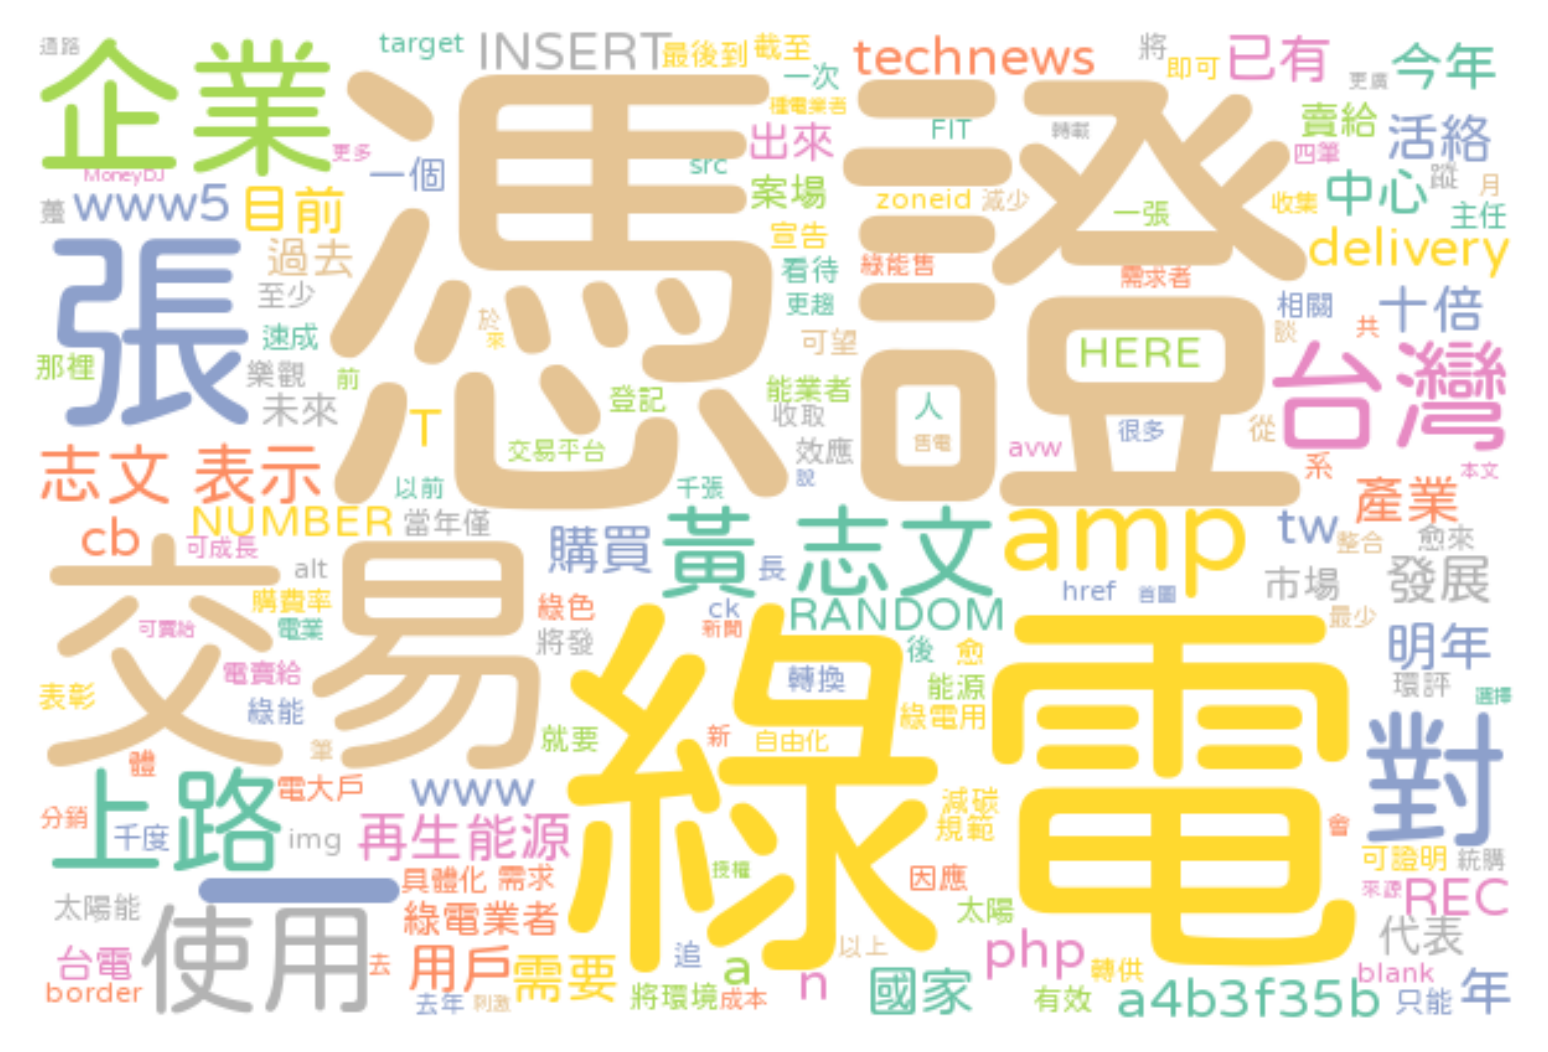 通路 target INSERT 最後到 截至 technews 將 即可 已有 更廣 今年
企業 憑證 一次 種電業者 FIT 轉載 賣給 活絡
更多 MoneyDJ 一個 src 出來 四筆
躉 www5 目前 案場 zoneid 減少 一張 收集 中心 蹤 月 主任
張 過去 宣告 綠能售 需求者 delivery
至少 看待 更趨 相關 十倍
那裡 速成 樂觀 前 於 來 可望 HERE 談 共 台灣
未來 T 登記 能業者 收取 人 很多 從
志文 表示 交易平台 效應 售電 avw 系 本文
以前 千張 說 產業
cb NUMBER 當年僅 購買 黃 志文 amp tw 整合 愈來
交易 可成長 alt 長 href 首圖 市場 發展
購費率 綠色 ck RANDOM 最少
可賣給 電業 將發 新聞 後 愈 明年
表彰 電賣給 綠能 綠電 轉換 能源 環評 選擇
筆 就要 新 自由化 綠電用 對
體 上路 電大戶 www 減碳
分銷 千度 img 再生能源 規範 會
一 具體化 需求 授權 因應 可證明 統購
太陽能 使用 綠電業者 太陽 來源 REC
台電 去 用戶 需要 追 a n 以上 php 轉供 代表 blank
border 去年 刺激 將環境 成本 國家 有效 a4b3f35b 只能 年